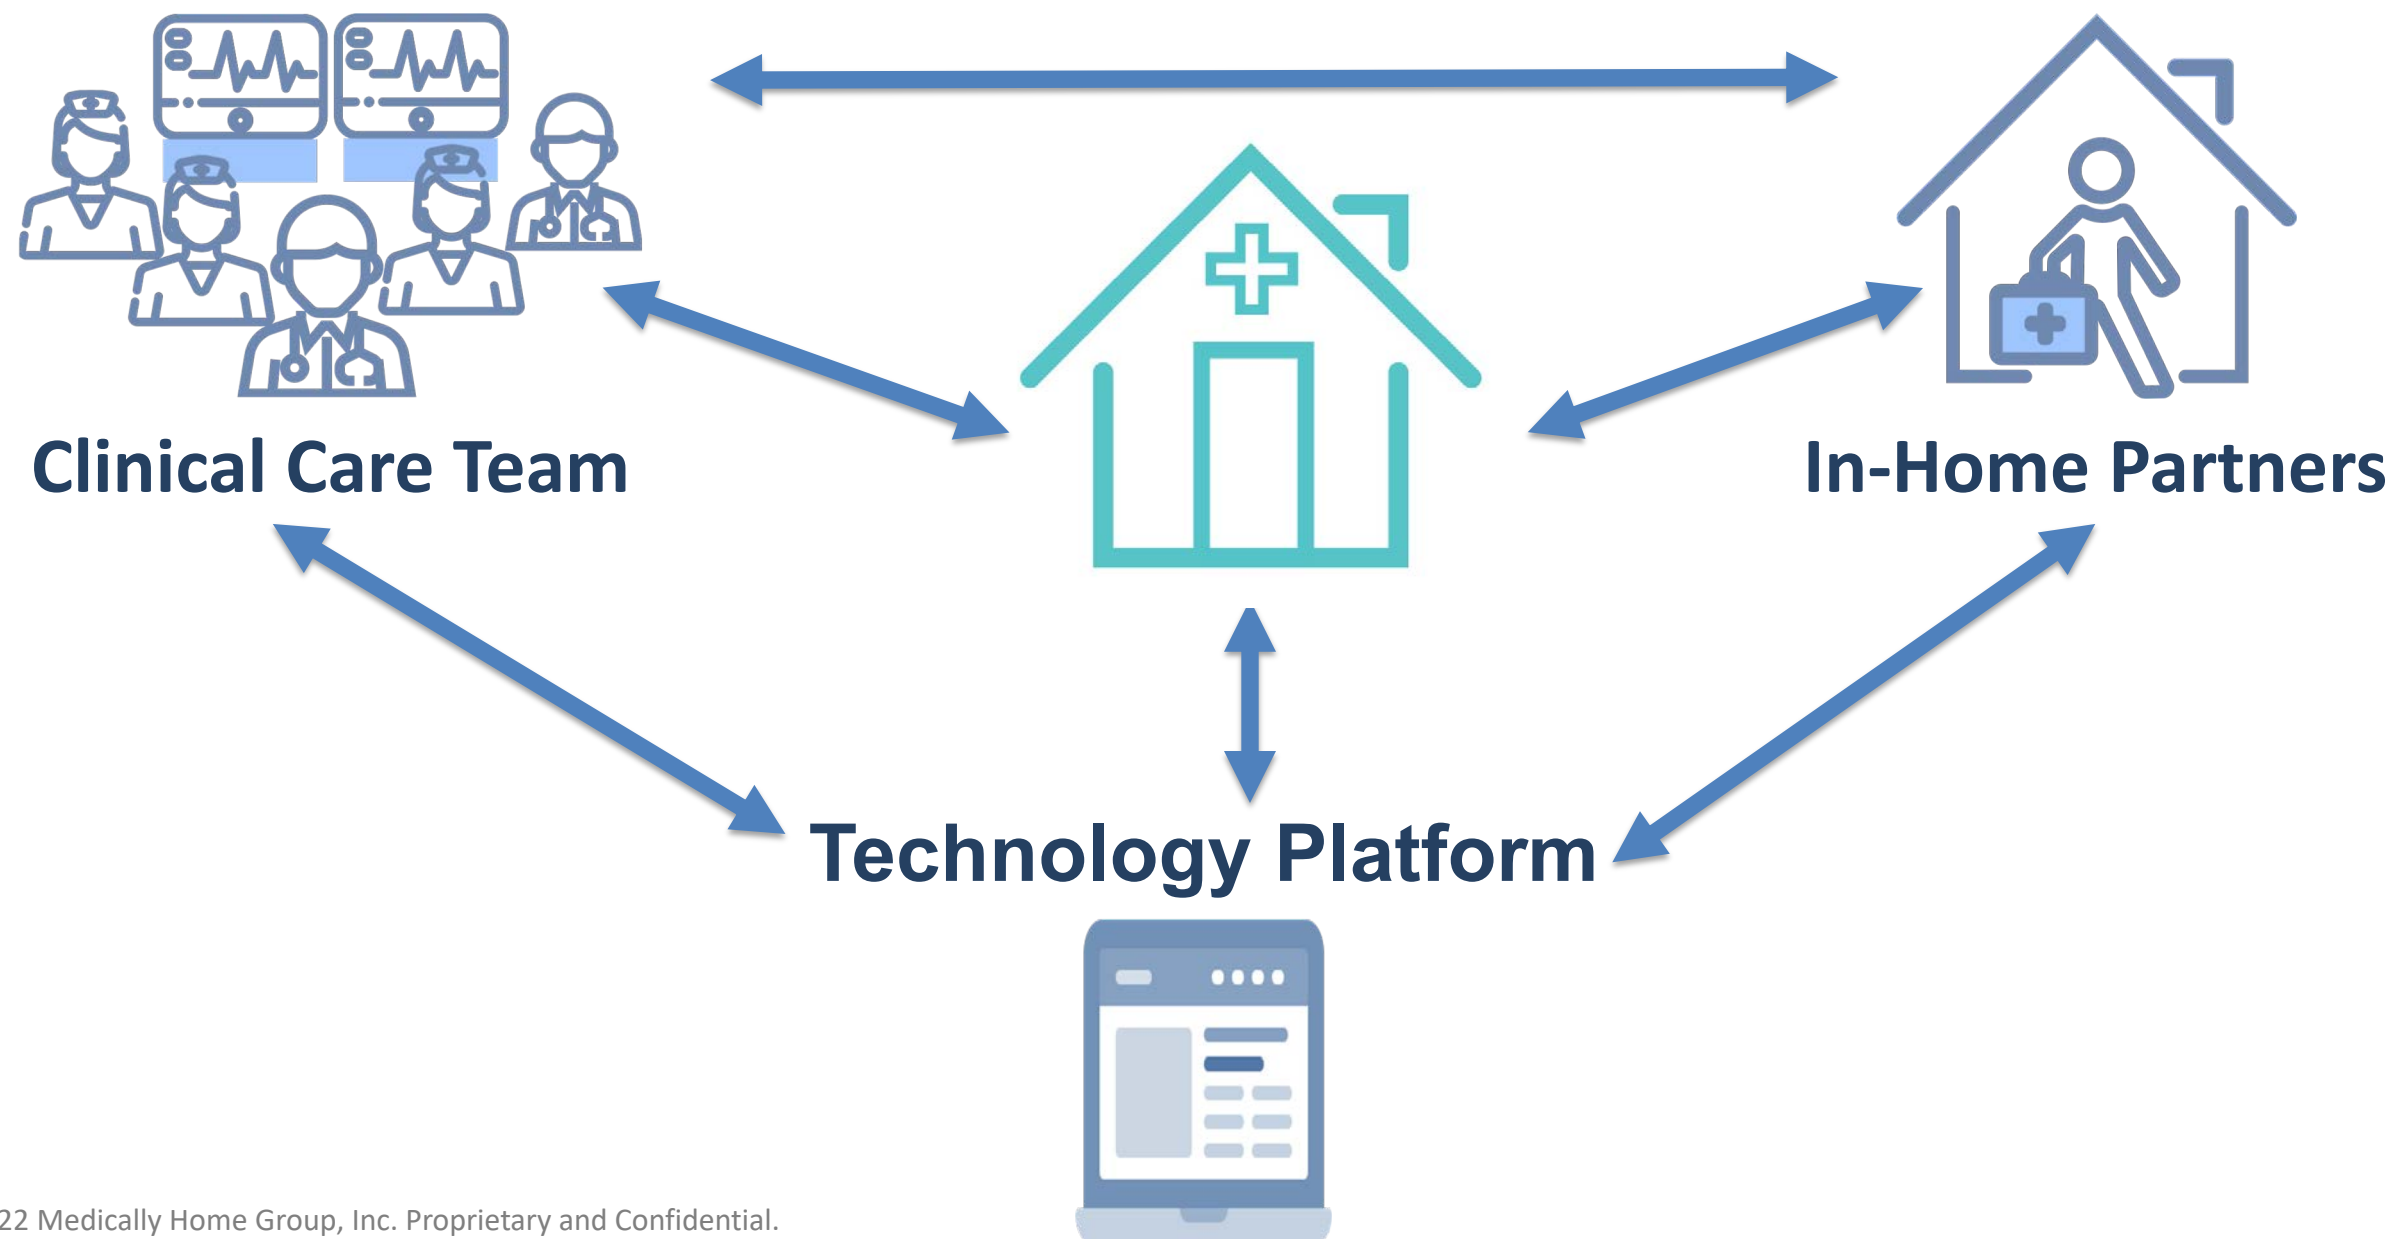 Clinical Care Team
In-Home Partners
Technology Platform
22 Medically Home Group, Inc. Proprietary and Confidential.